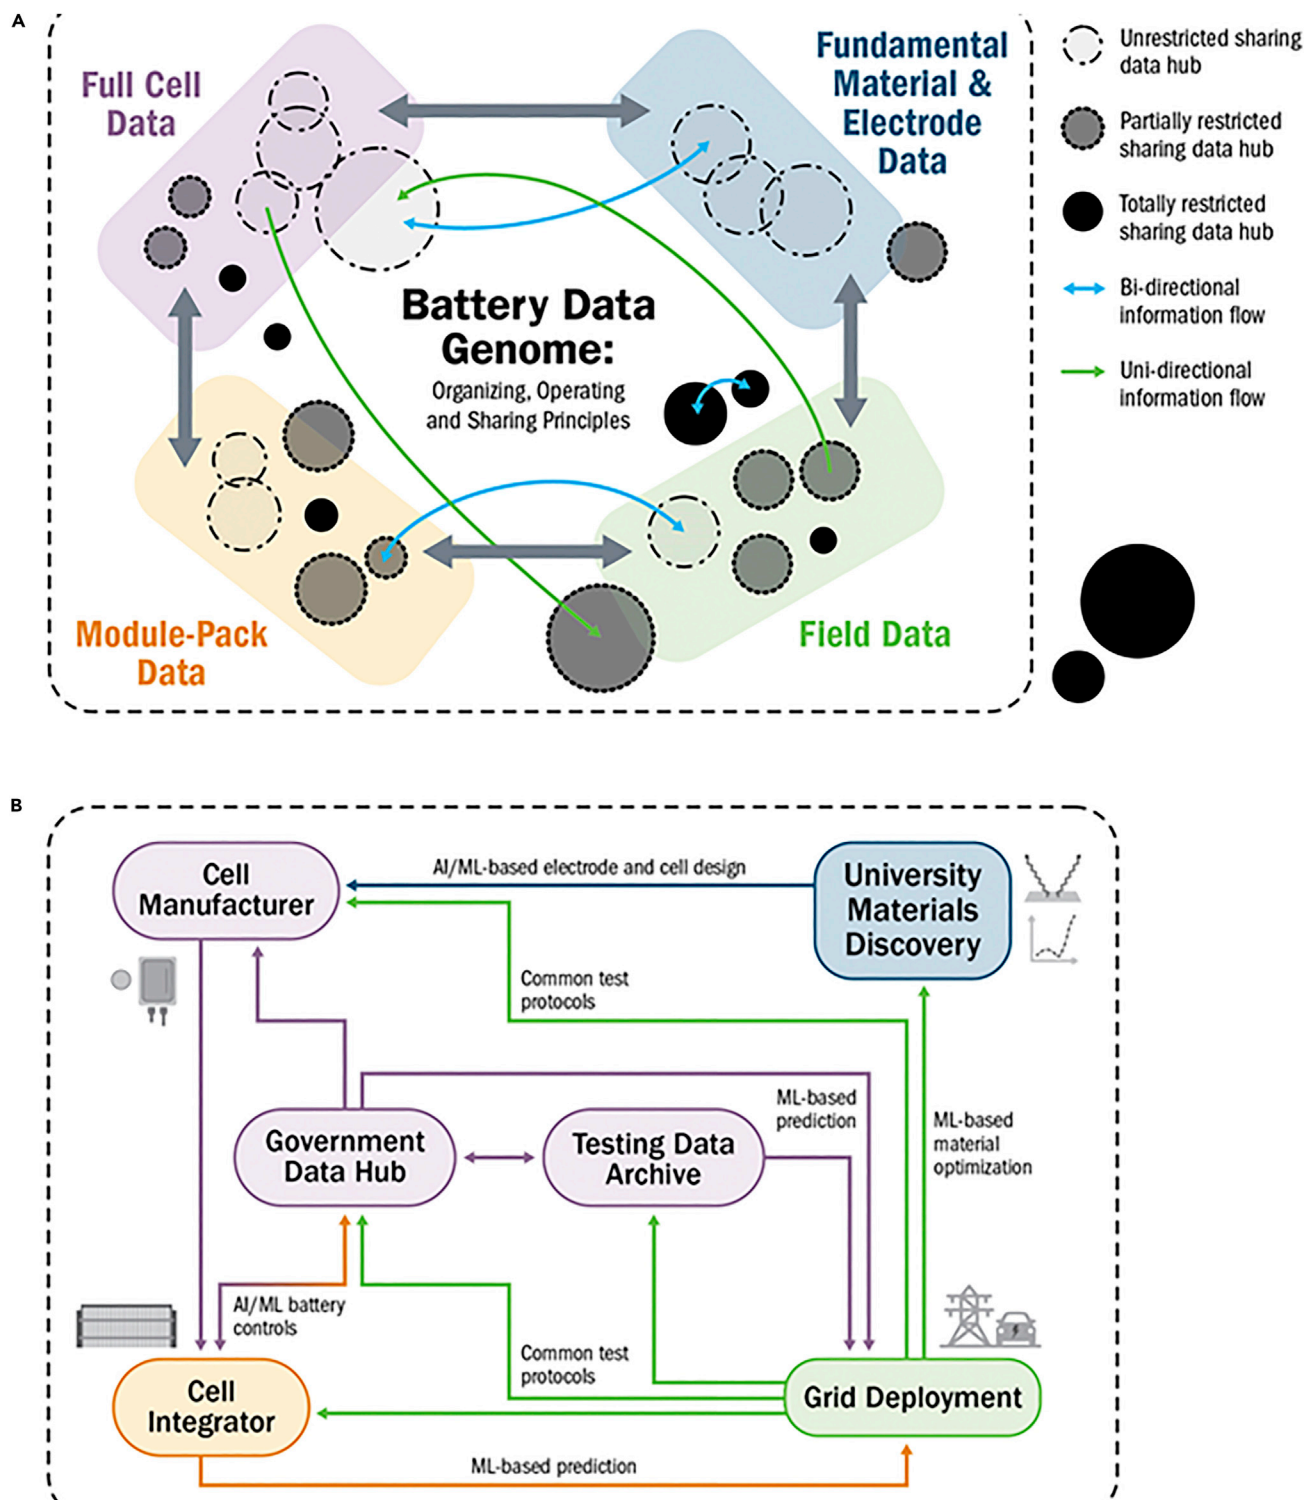 A
Full Cell
Data
Fundamental
Material &
Electrode
Data
Unrestricted sharing
data hub
Partially restricted
sharing data hub
Totally restricted
sharing data hub
Bi-directional
information flow
Uni-directional
information flow
Battery Data
Genome:
Organizing, Operating
and Sharing Principles
Module-Pack
Data
Field Data
B
Cell
Manufacturer
AI/ML-based electrode and cell design
University
Materials
Discovery
Common test
protocols
Government
Data Hub
Testing Data
Archive
ML-based
prediction
ML-based
material
optimization
AI/ML battery
controls
Common test
protocols
Cell
Integrator
Grid Deployment
ML-based prediction